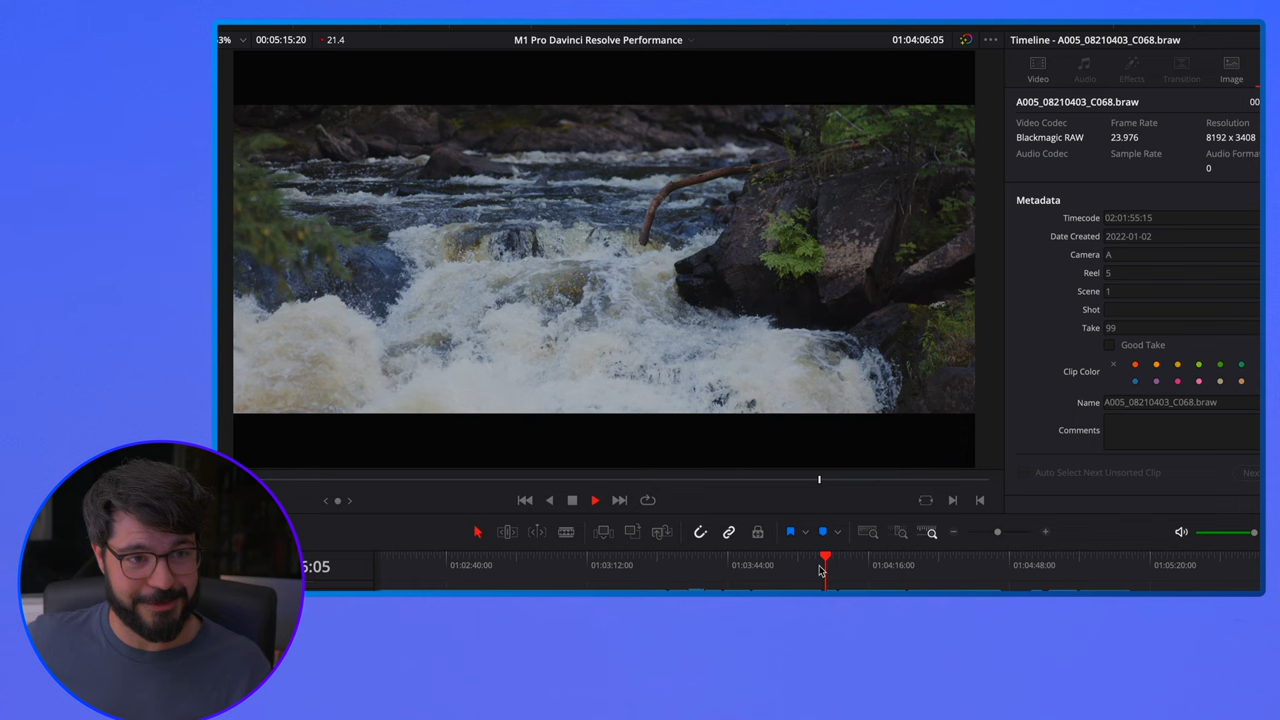 3% 00:05:15:20 21.4 M1 Pro Davinci Resolve Performance 01:04:06:05
Timeline - A005_08210403_C068.braw
Video Audio Effects Transition Image
A005_08210403_C068.braw 00
Video Codec Frame Rate Resolution
Blackmagic RAW 23.976 8192 x 3408
Audio Codec Sample Rate Audio Format
0
Metadata
Timecode 02:01:55:15
Date Created 2022-01-02
Camera A
Reel 5
Scene 1
Shot
Take 99
Good Take
Clip Color
Name A005_08210403_C068.braw
Comments
Auto Select Next Unsorted Clip Nex
6:05 01:02:40:00 01:03:12:00 01:03:44:00 01:04:16:00 01:04:48:00 01:05:20:00